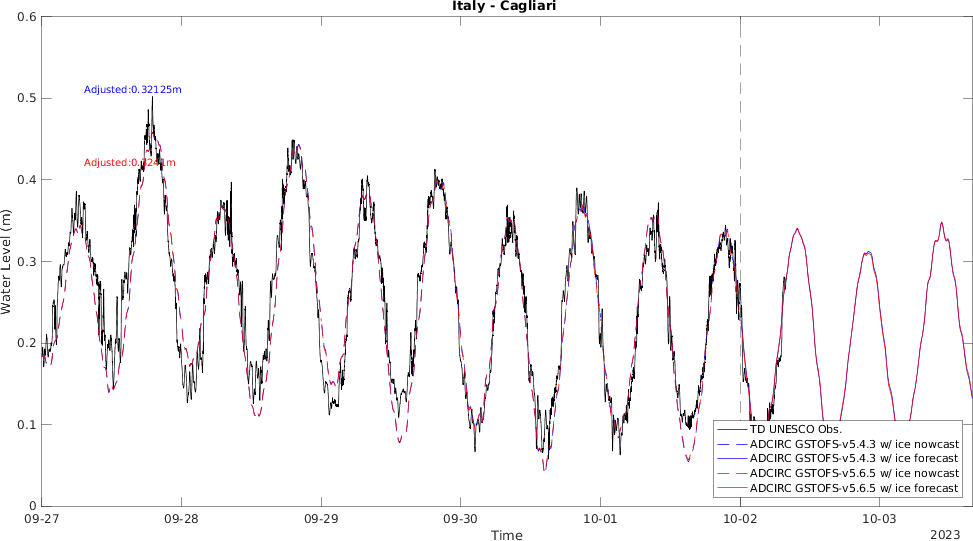 Italy - Cagliari
0.6
0.5
0.4
0.3
0.2
0.1
0
Water Level (m)
Adjusted:0.32125m
TD UNESCO Obs.
ADCIRC GSTOFS-v5.4.3 w/ ice nowcast
ADCIRC GSTOFS-v5.4.3 w/ ice forecast
ADCIRC GSTOFS-v5.6.5 w/ ice nowcast
ADCIRC GSTOFS-v5.6.5 w/ ice forecast
09-27 09-28 09-29 09-30 10-01 10-02 10-03
Time
2023